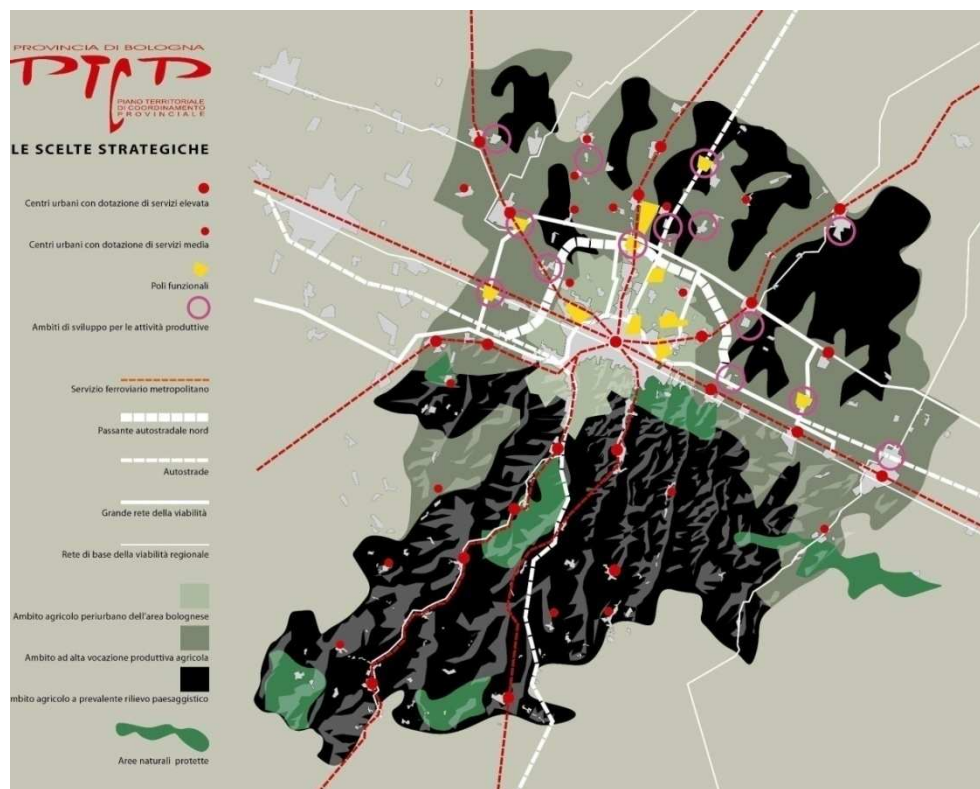 PROVINCIA DI BOLOGNA
PTCP
PIANO TERRITORIALE
DI COORDINAMENTO
PROVINCIALE
LE SCELTE STRATEGICHE
Centri urbani con dotazione di servizi elevata
Centri urbani con dotazione di servizi media
Poli funzionali
Ambiti di sviluppo per le attività produttive
Servizio ferroviario metropolitano
Passante autostradale nord
Autostrade
Grande rete della viabilità
Rete di base della viabilità regionale
Ambito agricolo periurbano dell'area bolognese
Ambito ad alta vocazione produttiva agricola
mbito agricolo a prevalente rilievo paesaggistico
Aree naturali protette